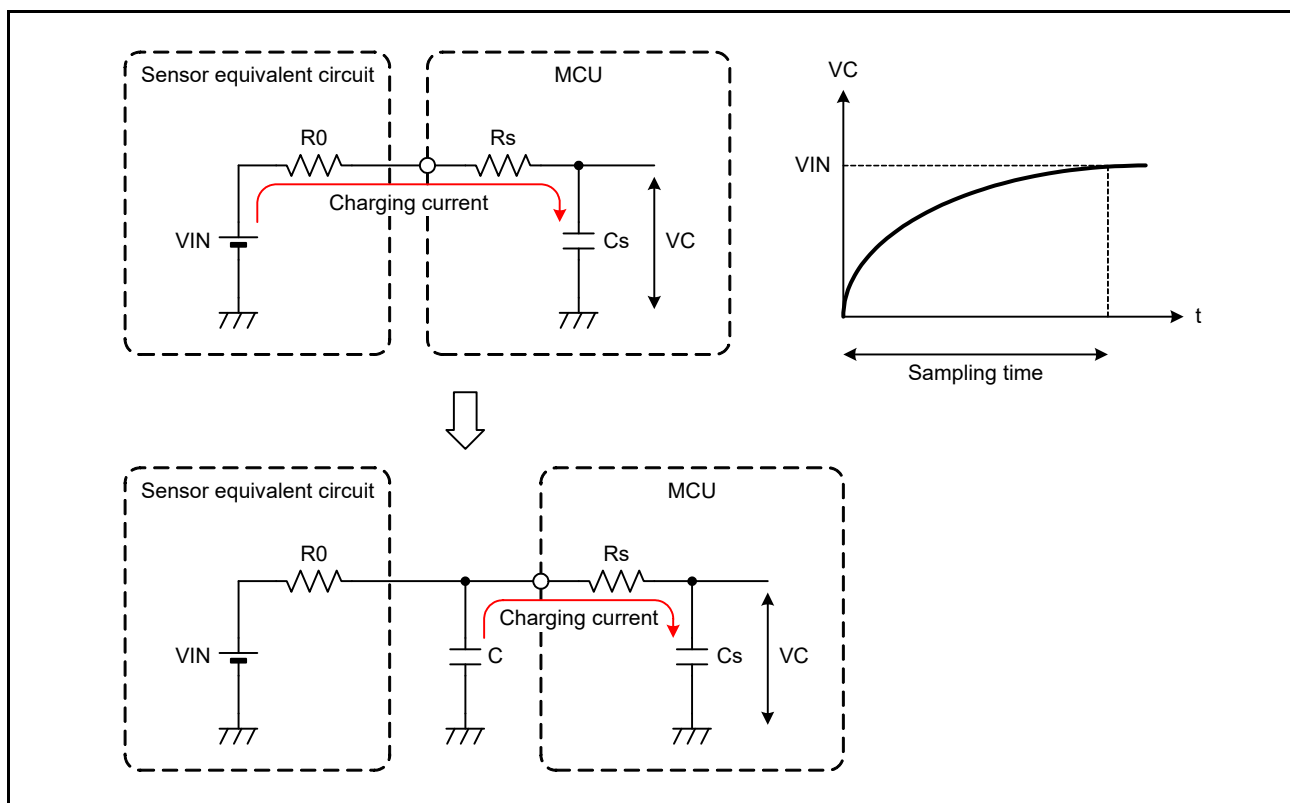 Sensor equivalent circuit
MCU
R0
Rs
Charging current
VIN
Cs
VC
VC
VIN
t
Sampling time
Sensor equivalent circuit
MCU
R0
Rs
Charging current
VIN
C
Cs
VC